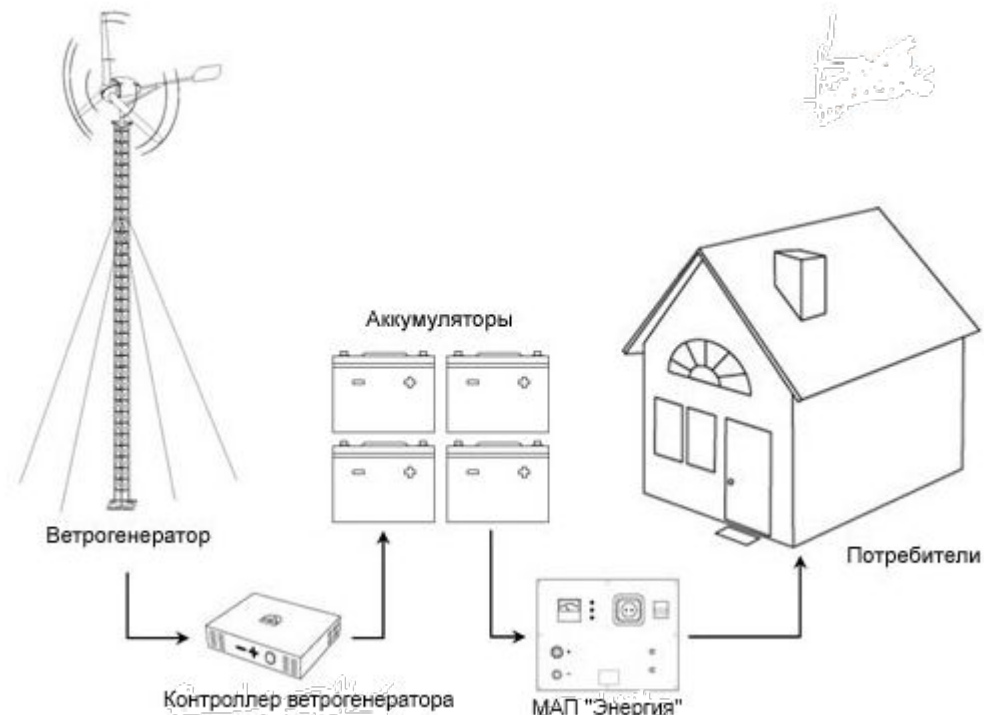 Аккумуляторы
Ветрогенератор
Потребители
Контроллер ветрогенератора
МАП "Энергия"